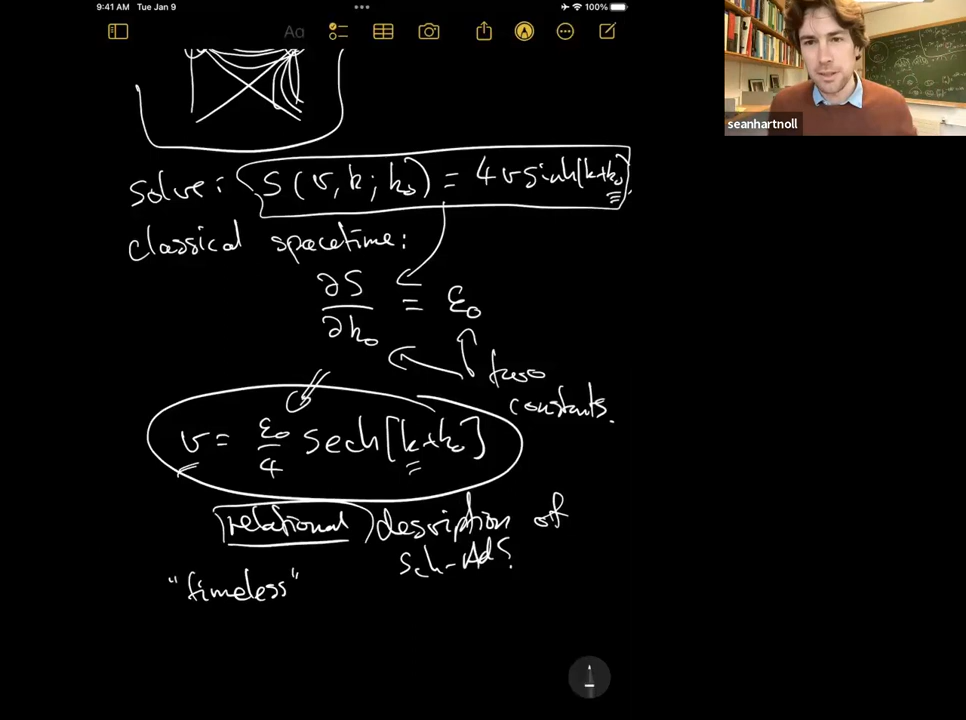 9:41 AM Tue Jan 9
100%
Aa
seanhartnoll
solve: S(v, k; k₀) = 4v sinh[k+k₀]
classical spacetime:
∂S/∂k₀ = ε₀
constants.
v = ε₀/4 sech[k+k₀]
relational description of
Sch-AdS
"timeless"